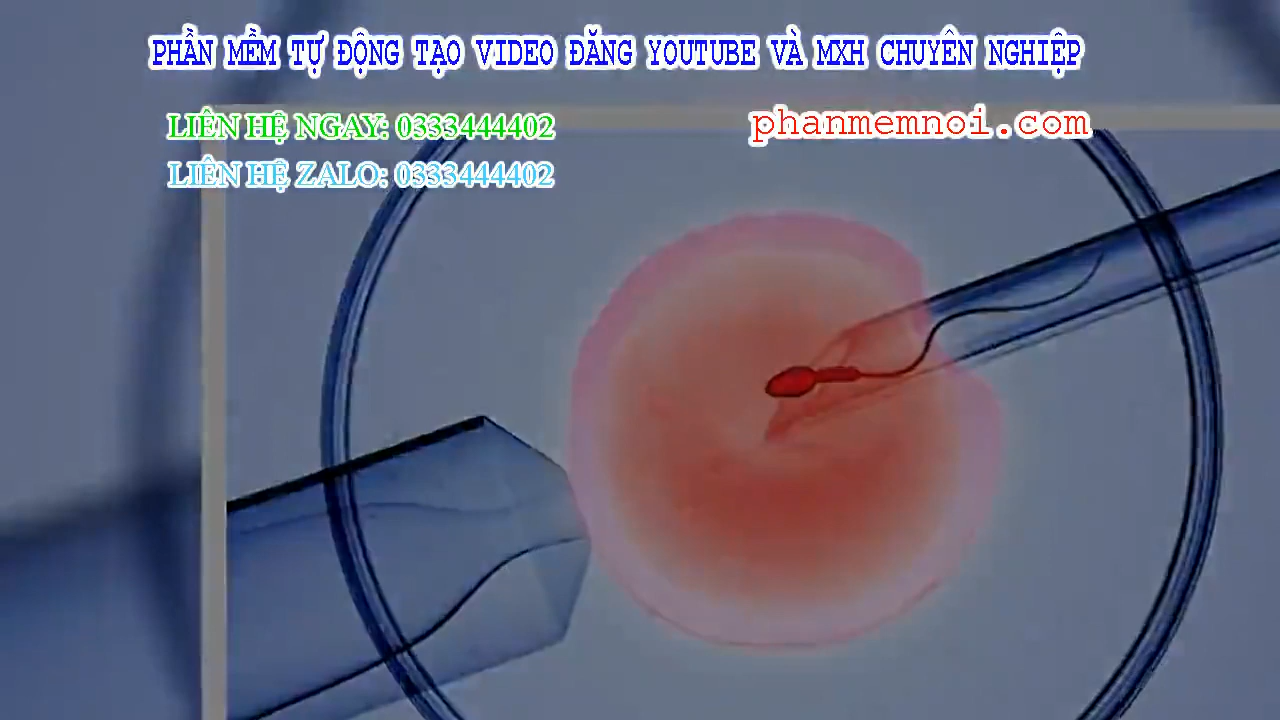 PHẦN MỀM TỰ ĐỘNG TẠO VIDEO ĐĂNG YOUTUBE VÀ MXH CHUYÊN NGHIỆP
LIÊN HỆ NGAY: 0333444402
phanmemnoi.com
LIÊN HỆ ZALO: 0333444402